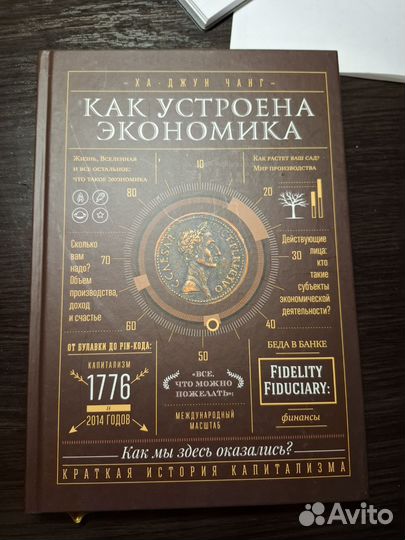 ХА-ДЖУН ЧАНГ
КАК УСТРОЕНА
ЭКОНОМИКА
Жизнь, Вселенная
и все остальное:
что такое экономика
Как растет ваш сад?
Мир производства
10
80
20
Сколько
вам
надо?
Объем
производства,
доход
и счастье
70
Действующие
лица:
кто
такие
субъекты
экономической
деятельности?
30
60
40
50
ОТ БУЛАВКИ ДО PIN-КОДА:
КАПИТАЛИЗМ
1776
И
2014 ГОДОВ
«ВСЕ,
ЧТО МОЖНО
ПОЖЕЛАТЬ»:
МЕЖДУНАРОДНЫЙ
МАСШТАБ
БЕДА В БАНКЕ
FIDELITY
FIDUCIARY:
финансы
Как мы здесь оказались?
КРАТКАЯ ИСТОРИЯ КАПИТАЛИЗМА
Avito